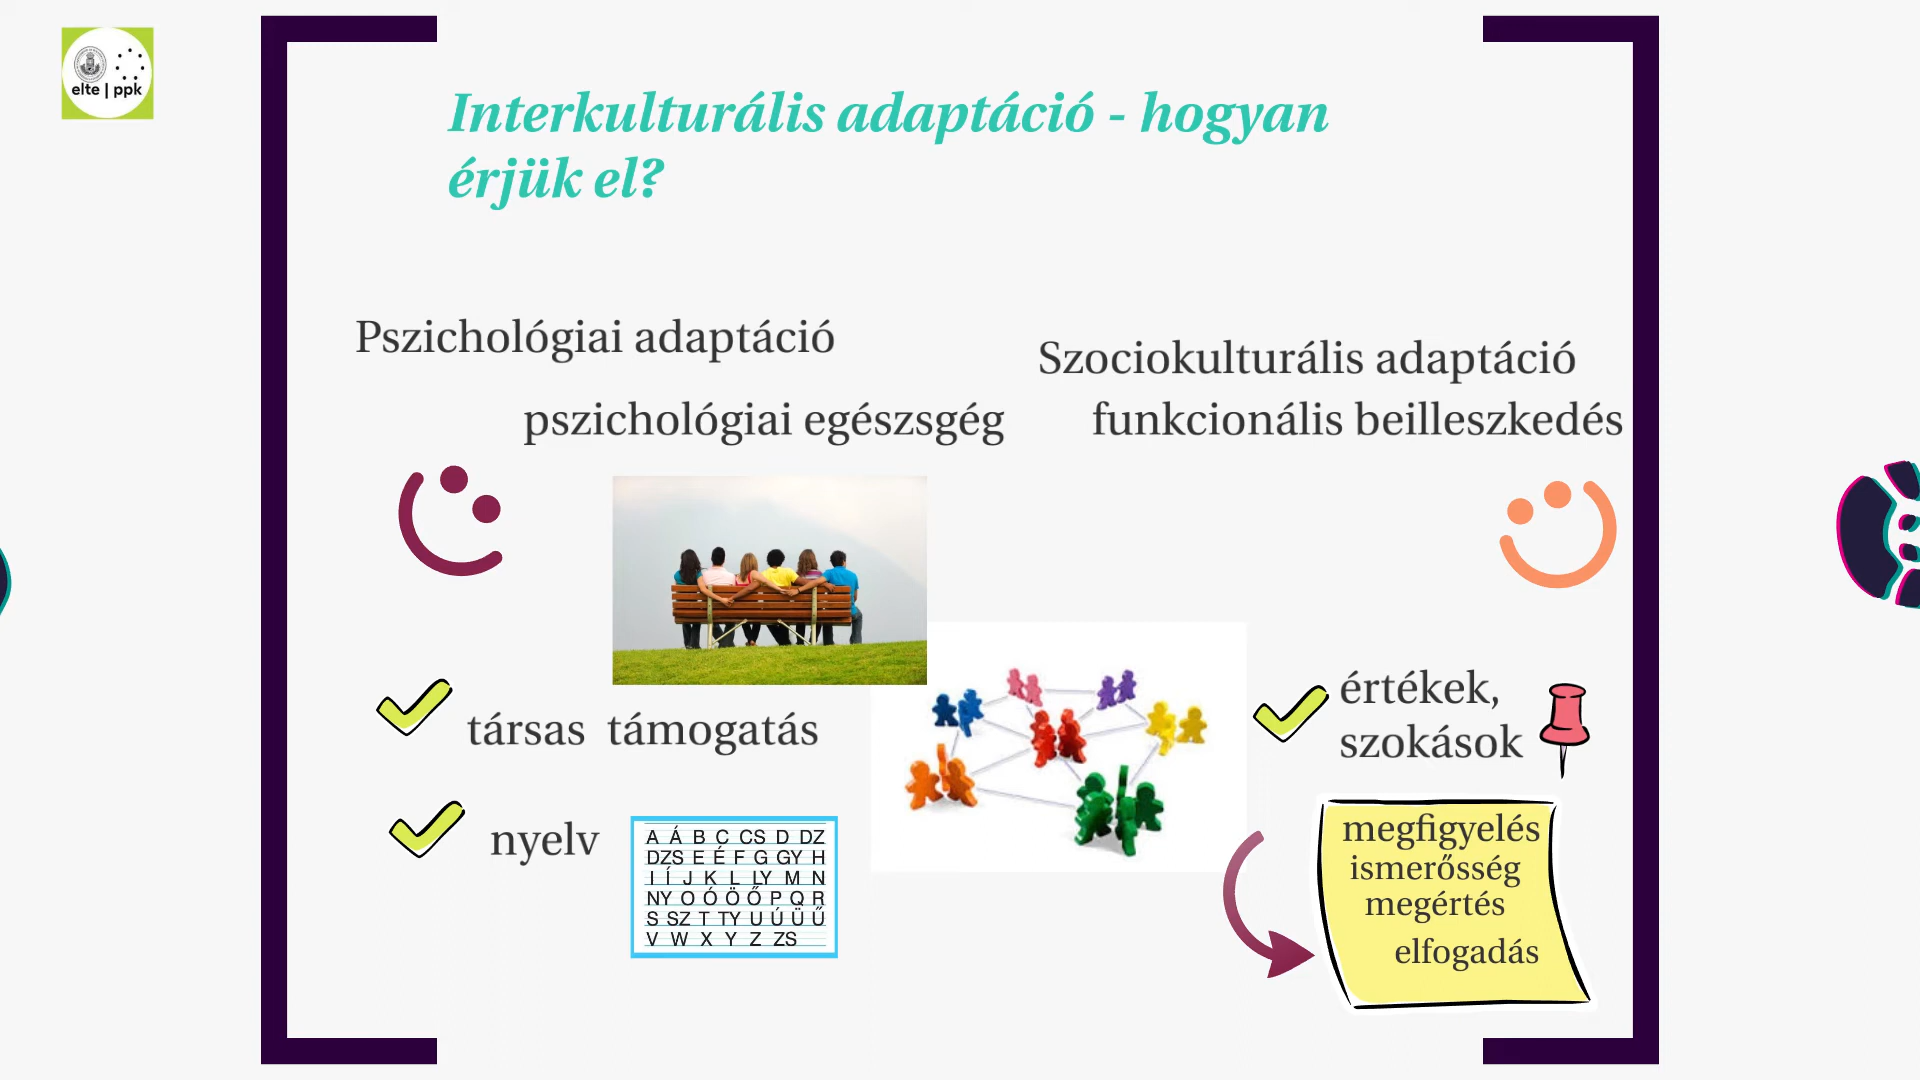 elte | ppk
Interkulturális adaptáció - hogyan
érjük el?
Pszichológiai adaptáció
pszichológiai egészsgég
Szociokulturális adaptáció
funkcionális beilleszkedés
társas támogatás
nyelv
A Á B C CS D DZ
DZS E É F G GY H
I Í J K L LY M N
NY O Ó Ö Ő P Q R
S SZ T TY U Ú Ü Ű
V W X Y Z ZS
értékek,
szokások
megfigyelés
ismerősség
megértés
elfogadás